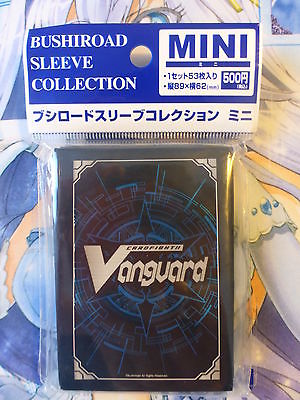 BUSHIROAD
SLEEVE
COLLECTION
MINI
ミニ
・1セット53枚入り
・縦89×横62(mm)
500円
(税込)
ブシロードスリーブコレクション ミニ
CARDFIGHT!!
Vanguard